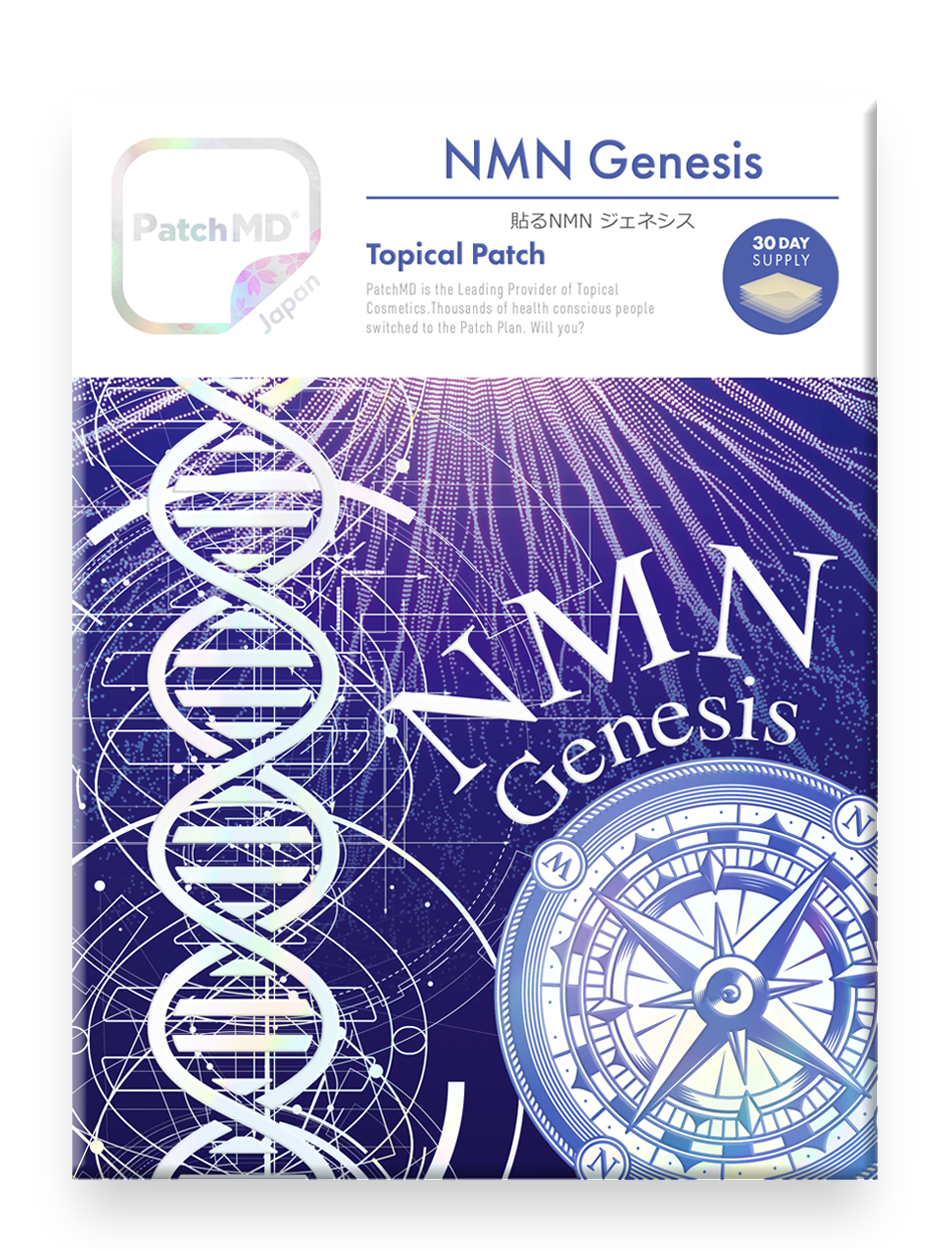 NMN Genesis
貼るNMN ジェネシス
PatchMD®
Japan
Topical Patch
PatchMD is the Leading Provider of Topical
Cosmetics.Thousands of health conscious people
switched to the Patch Plan. Will you?
30 DAY
SUPPLY
NMN
Genesis
N
W
N